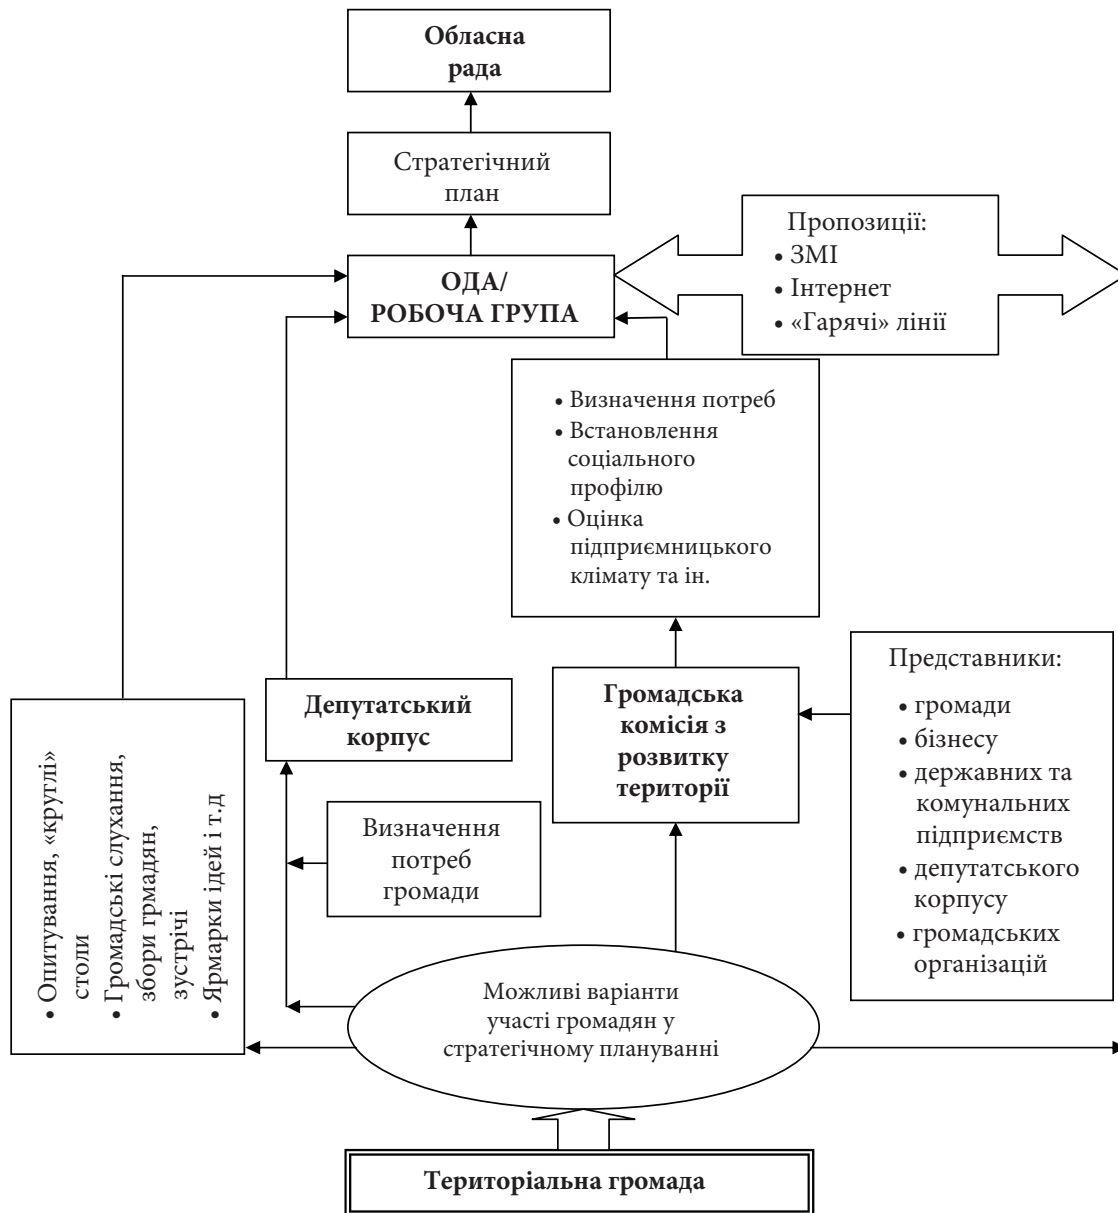 Обласна
рада
Стратегічний
план
Пропозиції:
• ЗМІ
• Інтернет
• «Гарячі» лінії
ОДА/
РОБОЧА ГРУПА
• Визначення потреб
• Встановлення
соціального
профілю
• Оцінка
підприємницького
клімату та ін.
Представники:
• громади
• бізнесу
• державних та
комунальних
підприємств
• депутатського
корпусу
• громадських
організацій
Громадська
комісія з
розвитку
території
Депутатський
корпус
• Опитування, «круглі»
столи
• Громадські слухання,
збори грмадян,
зустрічі
• Ярмарки ідей і т.д
Визначення
потреб
громади
Можливі варіанти
участі громадян у
стратегічному плануванні
Територіальна громада